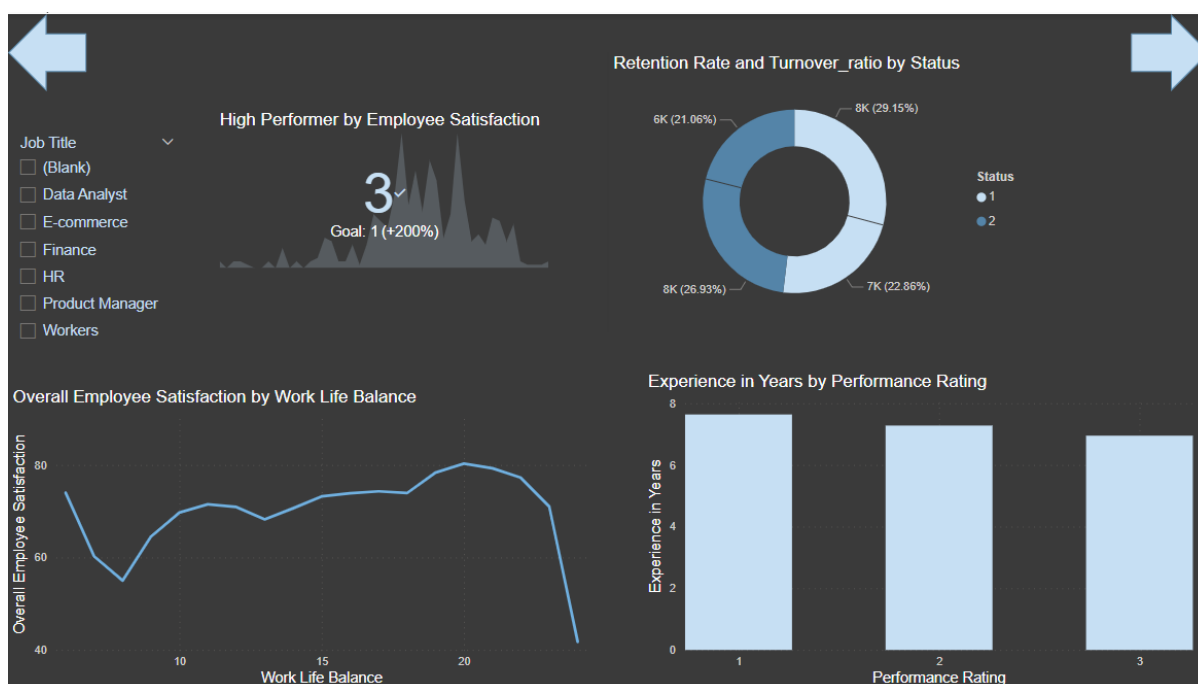 Retention Rate and Turnover_ratio by Status
8K (29.15%)
6K (21.06%)
8K (26.93%)
7K (22.86%)
Status
1
2
High Performer by Employee Satisfaction
3
Goal: 1 (+200%)
Job Title
(Blank)
Data Analyst
E-commerce
Finance
HR
Product Manager
Workers
Overall Employee Satisfaction by Work Life Balance
Overall Employee Satisfaction
80
60
40
10
15
20
Work Life Balance
Experience in Years by Performance Rating
Experience in Years
8
6
4
2
0
1
2
3
Performance Rating